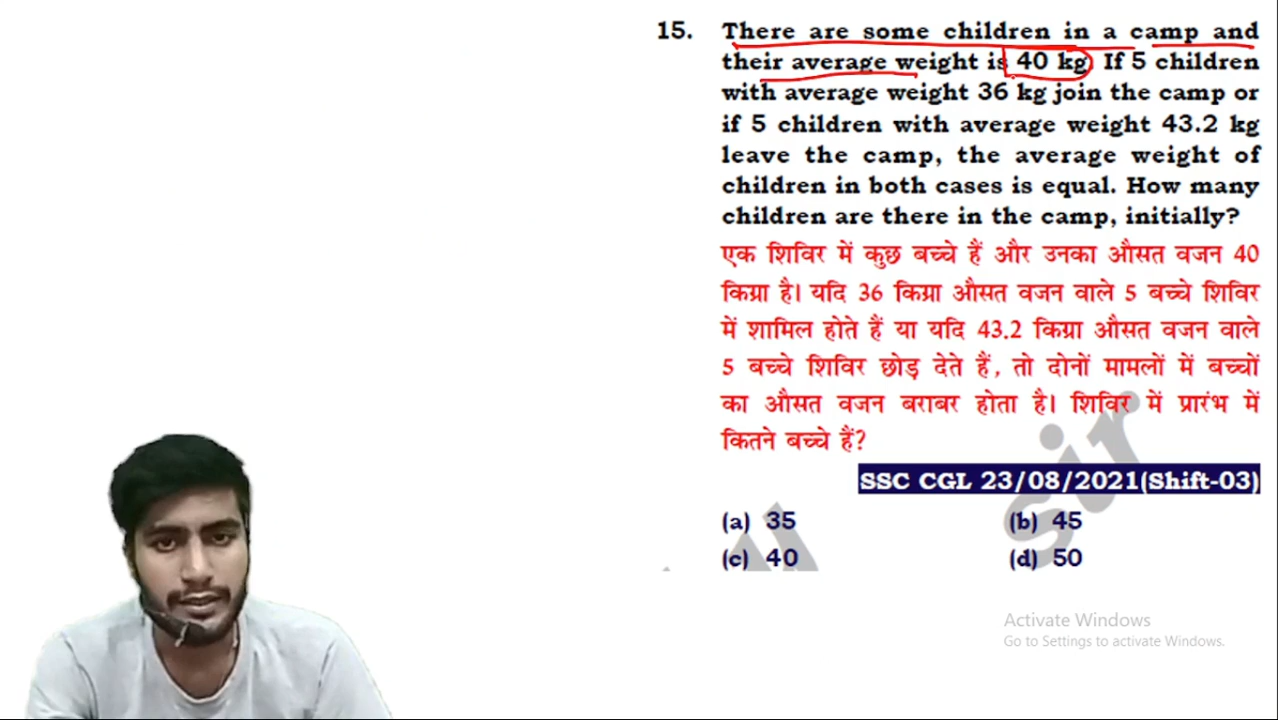 15. There are some children in a camp and
their average weight is 40 kg. If 5 children
with average weight 36 kg join the camp or
if 5 children with average weight 43.2 kg
leave the camp, the average weight of
children in both cases is equal. How many
children are there in the camp, initially?
एक शिविर में कुछ बच्चे हैं और उनका औसत वजन 40
किग्रा है। यदि 36 किग्रा औसत वजन वाले 5 बच्चे शिविर
में शामिल होते हैं या यदि 43.2 किग्रा औसत वजन वाले
5 बच्चे शिविर छोड़ देते हैं, तो दोनों मामलों में बच्चों
का औसत वजन बराबर होता है। शिविर में प्रारंभ में
कितने बच्चे हैं?
sir
SSC CGL 23/08/2021(Shift-03)
(a) 35 (b) 45
(c) 40 (d) 50
Activate Windows
Go to Settings to activate Windows.